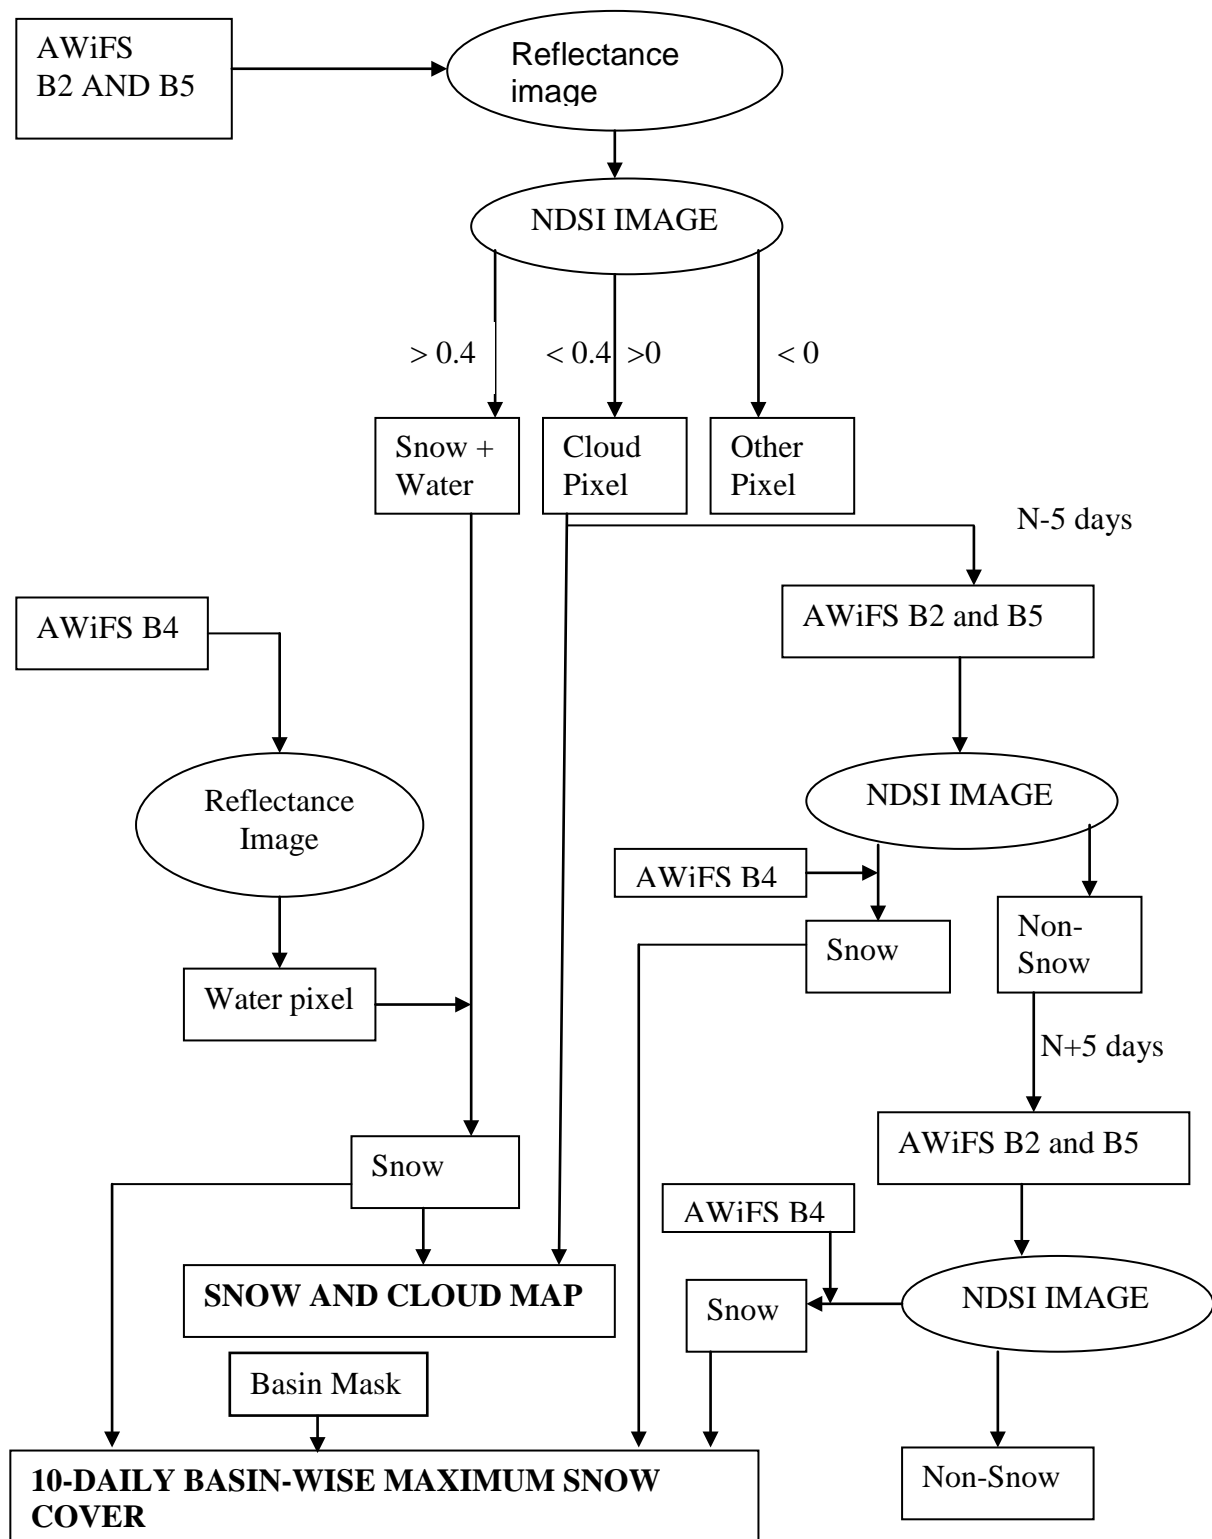 AWiFS
B2 AND B5
Reflectance
image
NDSI IMAGE
> 0.4
< 0.4 >0
< 0
Snow +
Water
Cloud
Pixel
Other
Pixel
N-5 days
AWiFS B4
AWiFS B2 and B5
Reflectance
Image
NDSI IMAGE
AWiFS B4
Snow
Non-
Snow
Water pixel
N+5 days
AWiFS B2 and B5
Snow
AWiFS B4
SNOW AND CLOUD MAP
Snow
NDSI IMAGE
Basin Mask
10-DAILY BASIN-WISE MAXIMUM SNOW
COVER
Non-Snow